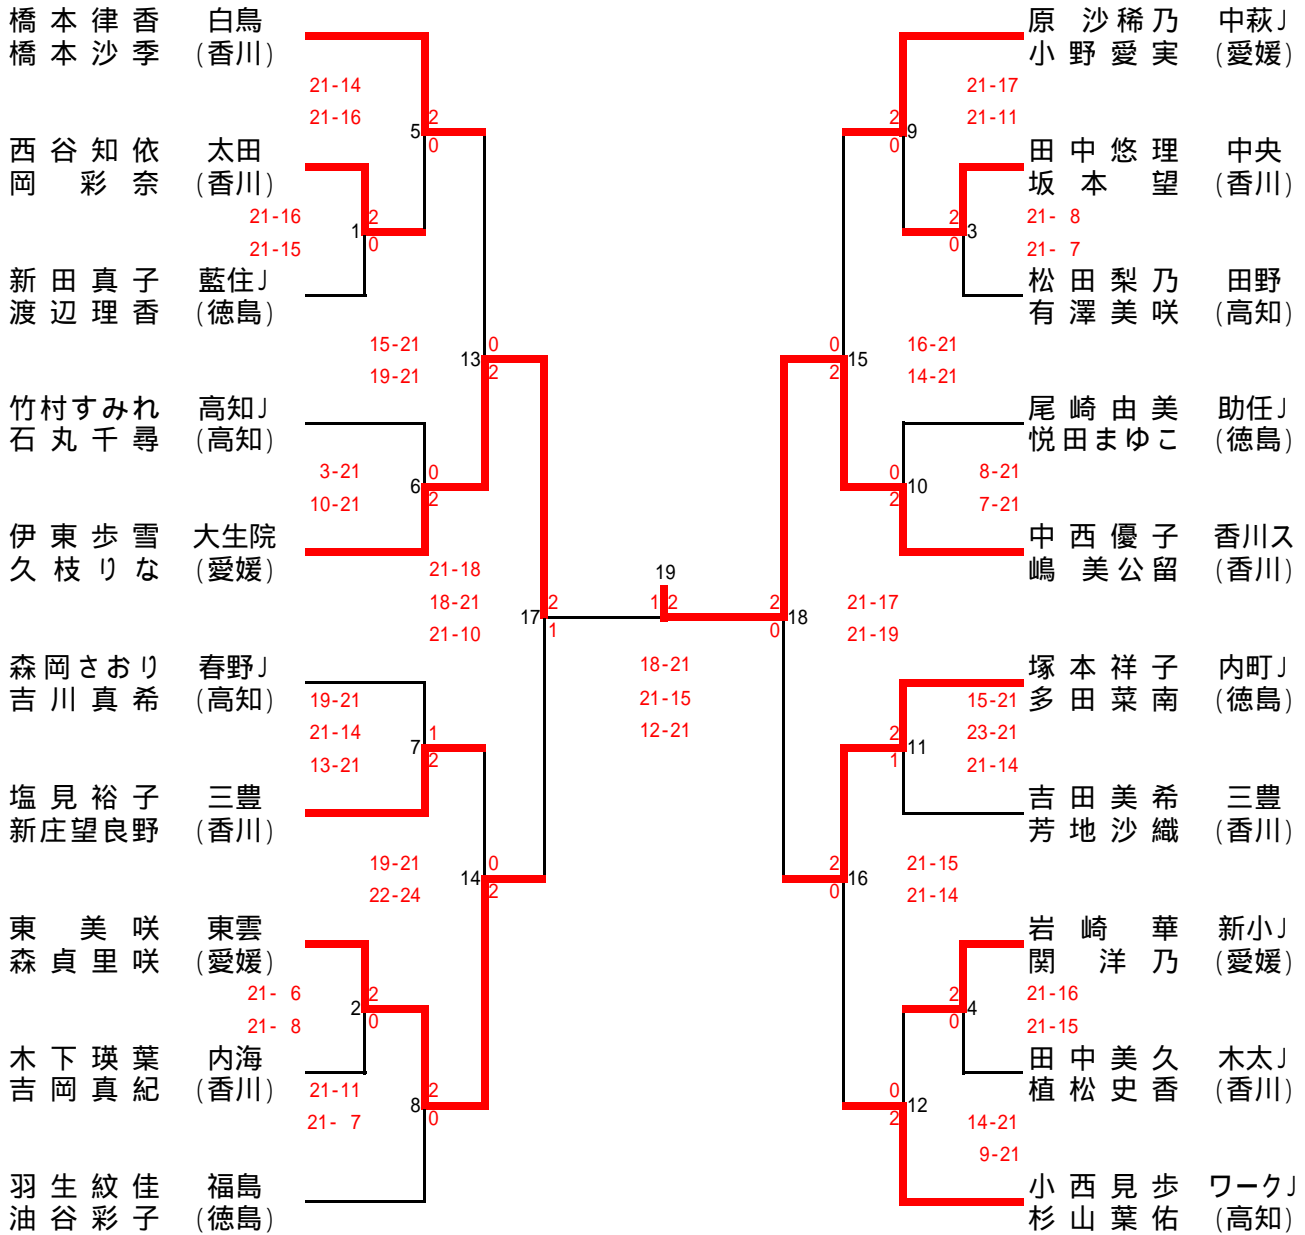 橋本律香 白鳥
橋本沙季 (香川)
21-14
21-16
5
2
0
西谷知依 太田
岡 彩奈 (香川)
21-16
21-15
1
2
0
新田真子 藍住J
渡辺理香 (徳島)
15-21
19-21
13
0
2
竹村すみれ 高知J
石丸千尋 (高知)
3-21
10-21
6
0
2
伊東歩雪 大生院
久枝りな (愛媛)
21-18
18-21
21-10
17
2
1
森岡さおり 春野J
吉川真希 (高知)
19-21
21-14
13-21
7
1
2
塩見裕子 三豊
新庄望良野 (香川)
19-21
22-24
14
0
2
東 美咲 東雲
森貞里咲 (愛媛)
21- 6
21- 8
2
2
0
木下瑛葉 内海
吉岡真紀 (香川)
21-11
21- 7
8
2
0
羽生紋佳 福島
油谷彩子 (徳島)
19
1 2
18-21
21-15
12-21
原 沙稀乃 中萩J
小野愛実 (愛媛)
21-17
21-11
2
0
9
田中悠理 中央
坂本 望 (香川)
21- 8
21- 7
2
0
3
松田梨乃 田野
有澤美咲 (高知)
0
2
15
16-21
14-21
尾崎由美 助任J
悦田まゆこ (徳島)
8-21
7-21
0
2
10
中西優子 香川ス
嶋 美公留 (香川)
2
0
18
21-17
21-19
塚本祥子 内町J
多田菜南 (徳島)
15-21
23-21
21-14
2
1
11
吉田美希 三豊
芳地沙織 (香川)
2
0
16
21-15
21-14
岩崎 華 新小J
関 洋乃 (愛媛)
2
0
4
21-16
21-15
田中美久 木太J
植松史香 (香川)
0
2
12
14-21
9-21
小西見歩 ワークJ
杉山葉佑 (高知)